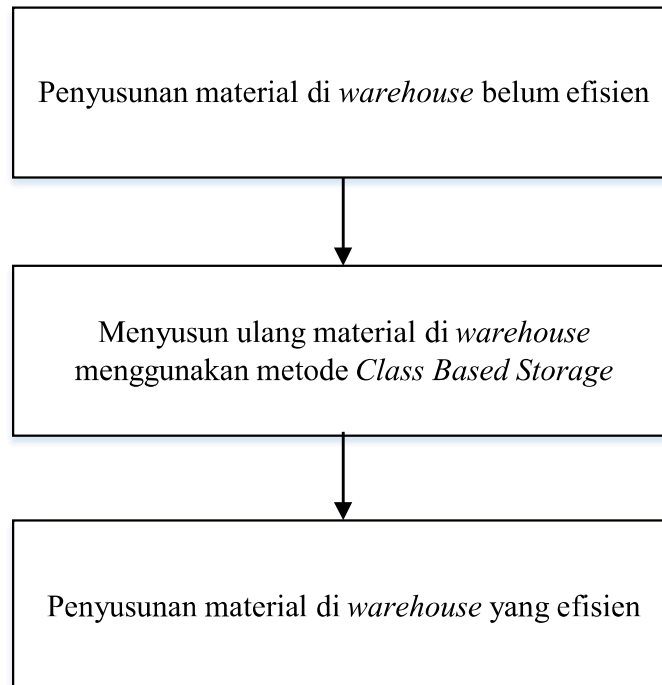 Penyusunan material di warehouse belum efisien
Menyusun ulang material di warehouse
menggunakan metode Class Based Storage
Penyusunan material di warehouse yang efisien